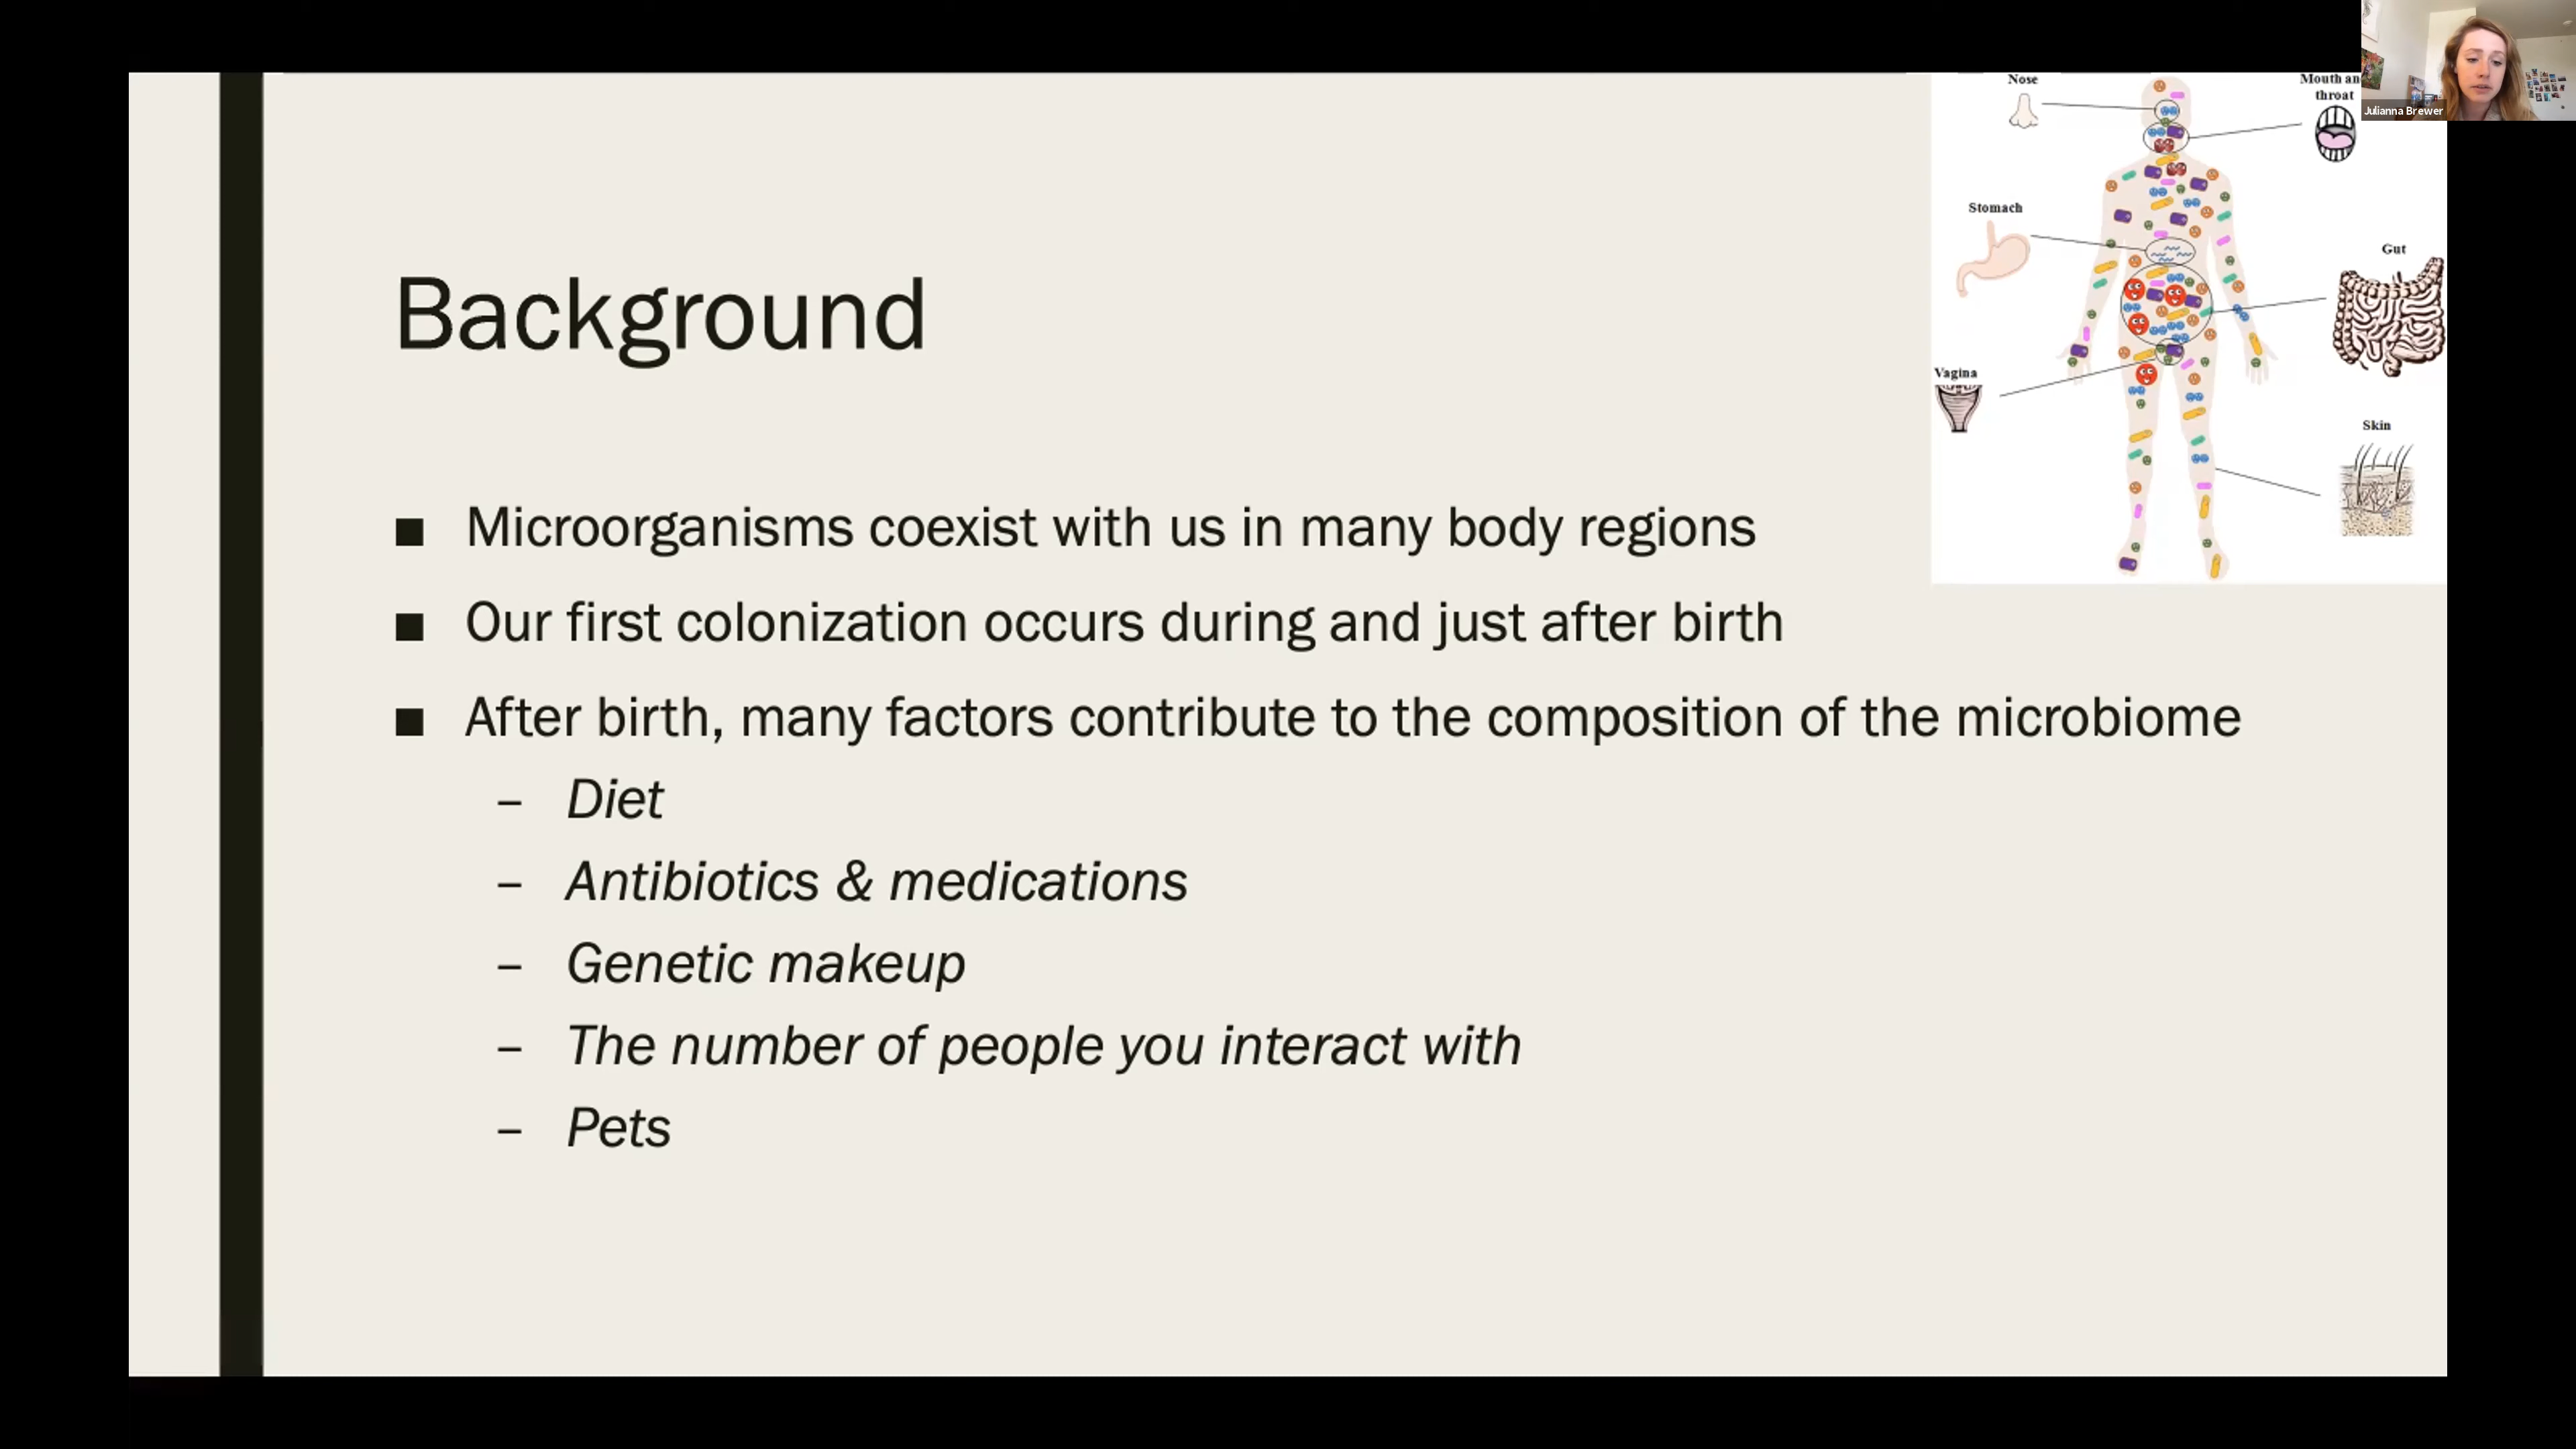 Background
■ Microorganisms coexist with us in many body regions
■ Our first colonization occurs during and just after birth
■ After birth, many factors contribute to the composition of the microbiome
– Diet
– Antibiotics & medications
– Genetic makeup
– The number of people you interact with
– Pets
Nose
Mouth an
throat
Stomach
Gut
Vagina
Skin
Julianna Brewer